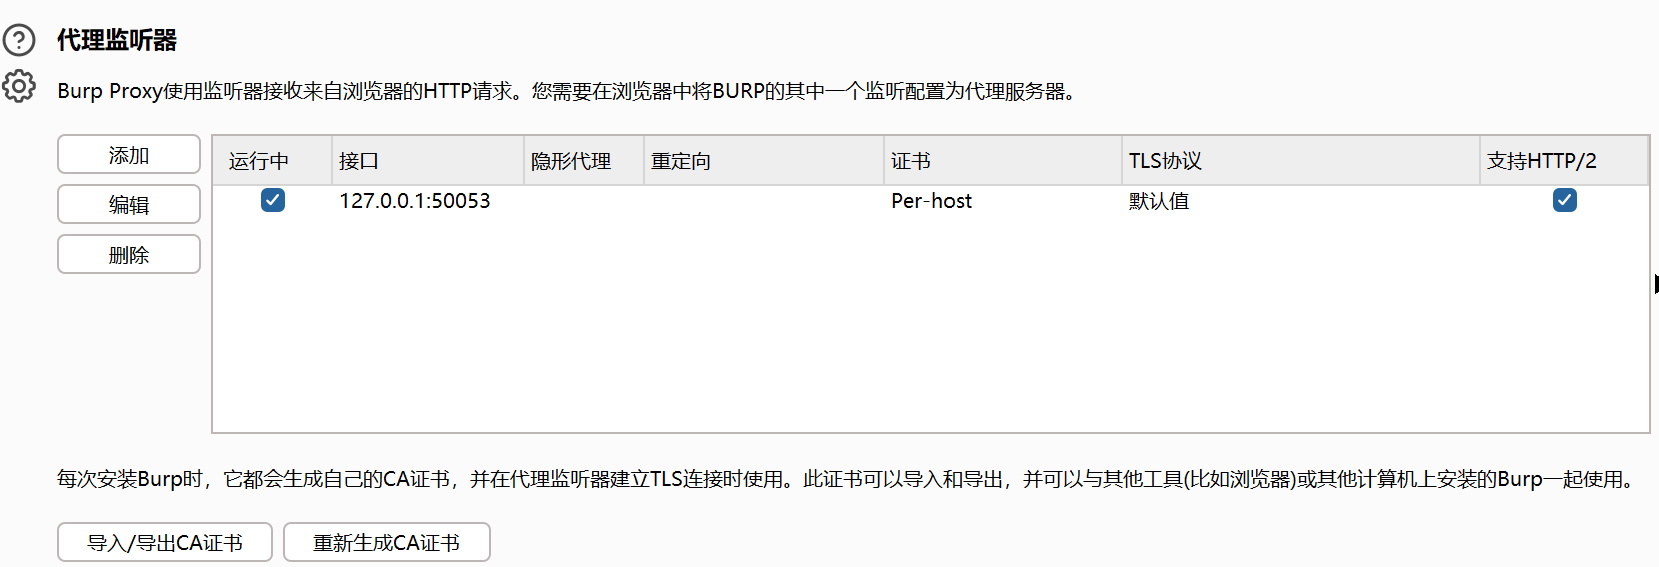 代理监听器
Burp Proxy使用监听器接收来自浏览器的HTTP请求。您需要在浏览器中将BURP的其中一个监听配置为代理服务器。
添加
编辑
删除
运行中 接口 隐形代理 重定向 证书 TLS协议 支持HTTP/2
127.0.0.1:50053 Per-host 默认值
每次安装Burp时，它都会生成自己的CA证书，并在代理监听器建立TLS连接时使用。此证书可以导入和导出，并可以与其他工具(比如浏览器)或其他计算机上安装的Burp一起使用。
导入/导出CA证书 重新生成CA证书